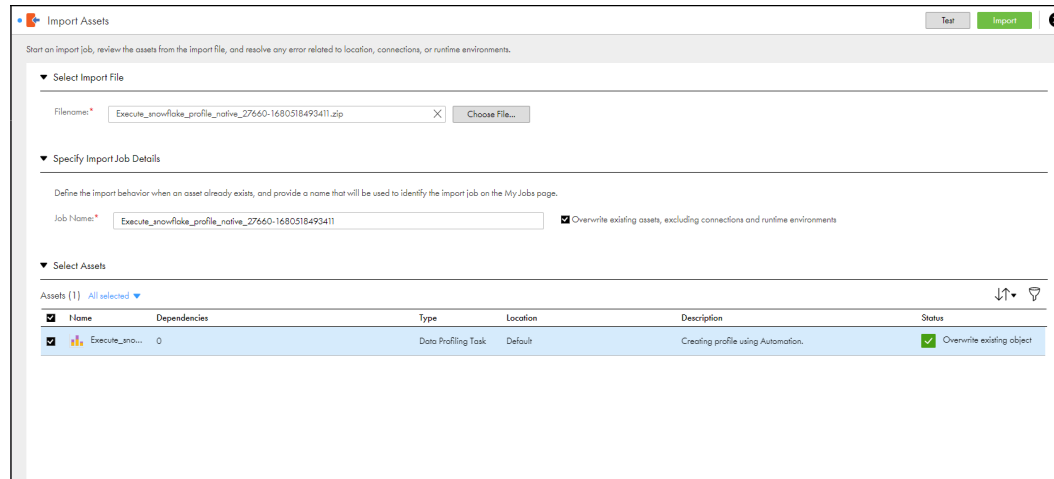 Import Assets
Test
Import
Start an import job, review the assets from the import file, and resolve any error related to location, connections, or runtime environments.
Select Import File
Filename:* Execute_snowflake_profile_native_27660-1680518493411.zip Choose File...
Specify Import Job Details
Define the import behavior when an asset already exists, and provide a name that will be used to identify the import job on the My Jobs page.
Job Name:* Execute_snowflake_profile_native_27660-1680518493411 Overwrite existing assets, excluding connections and runtime environments
Select Assets
Assets (1) All selected
Name Dependencies Type Location Description Status
Execute_sno... 0 Data Profiling Task Default Creating profile using Automation. Overwrite existing object